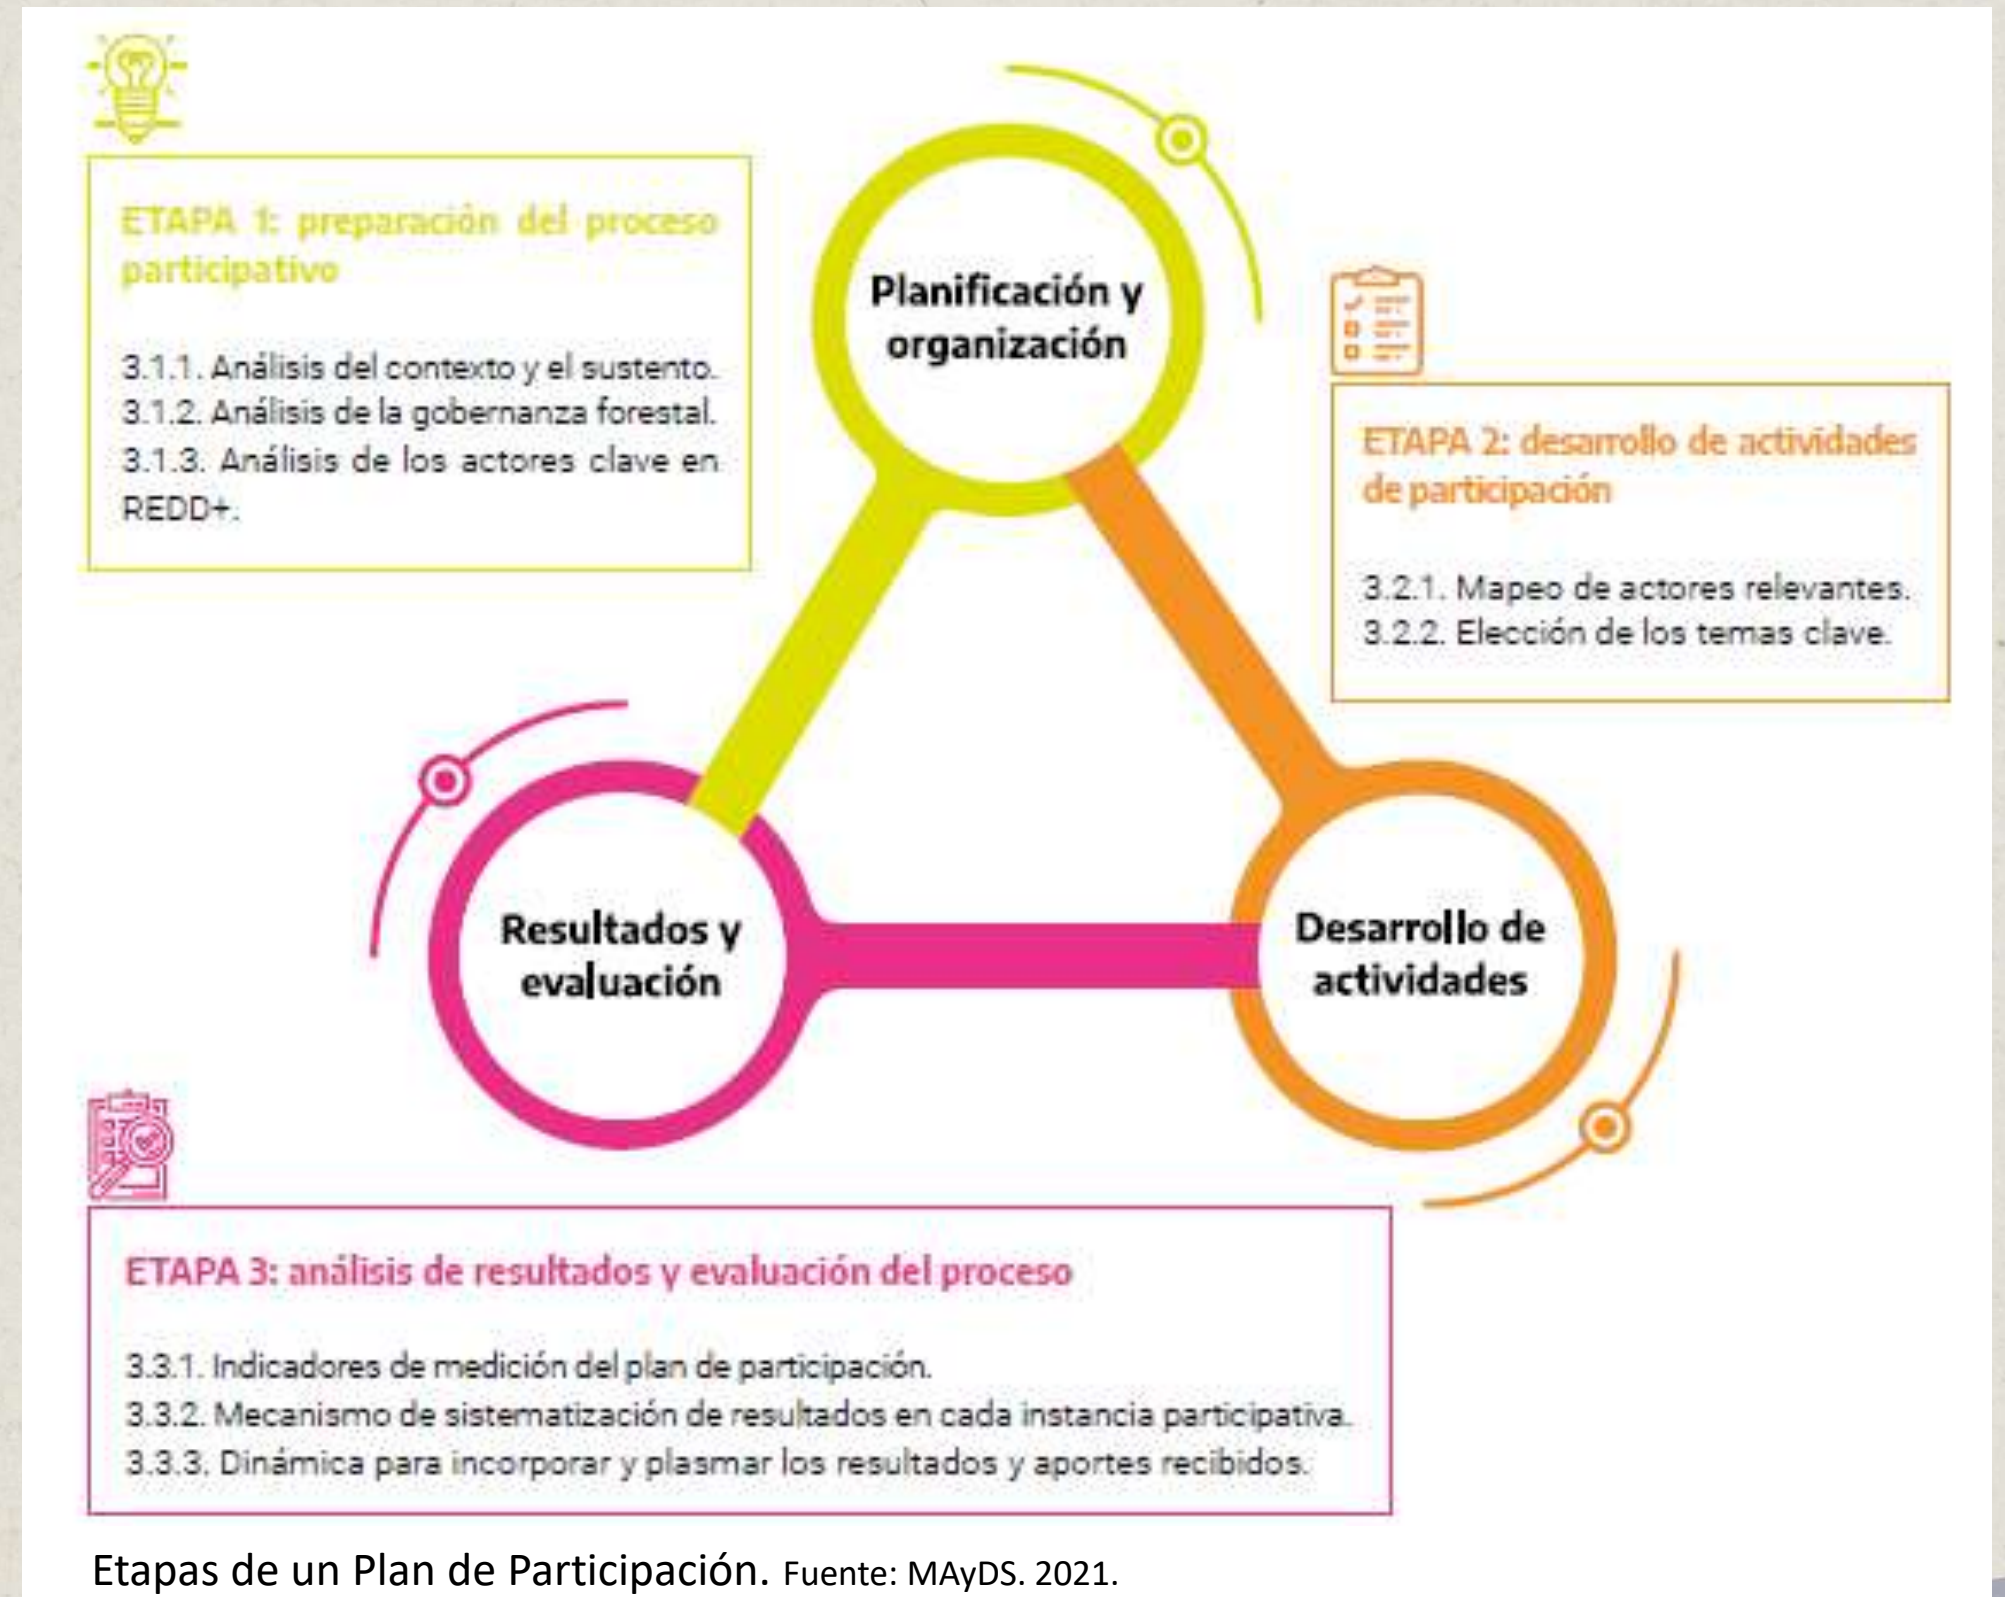 ETAPA 1: preparación del proceso
participativo
3.1.1. Análisis del contexto y el sustento.
3.1.2. Análisis de la gobernanza forestal.
3.1.3. Análisis de los actores clave en
REDD+.
Planificación y
organización
ETAPA 2: desarrollo de actividades
de participación
3.2.1. Mapeo de actores relevantes.
3.2.2. Elección de los temas clave.
Resultados y
evaluación
Desarrollo de
actividades
ETAPA 3: análisis de resultados y evaluación del proceso
3.3.1. Indicadores de medición del plan de participación.
3.3.2. Mecanismo de sistematización de resultados en cada instancia participativa.
3.3.3. Dinámica para incorporar y plasmar los resultados y aportes recibidos.
Etapas de un Plan de Participación. Fuente: MAyDS. 2021.